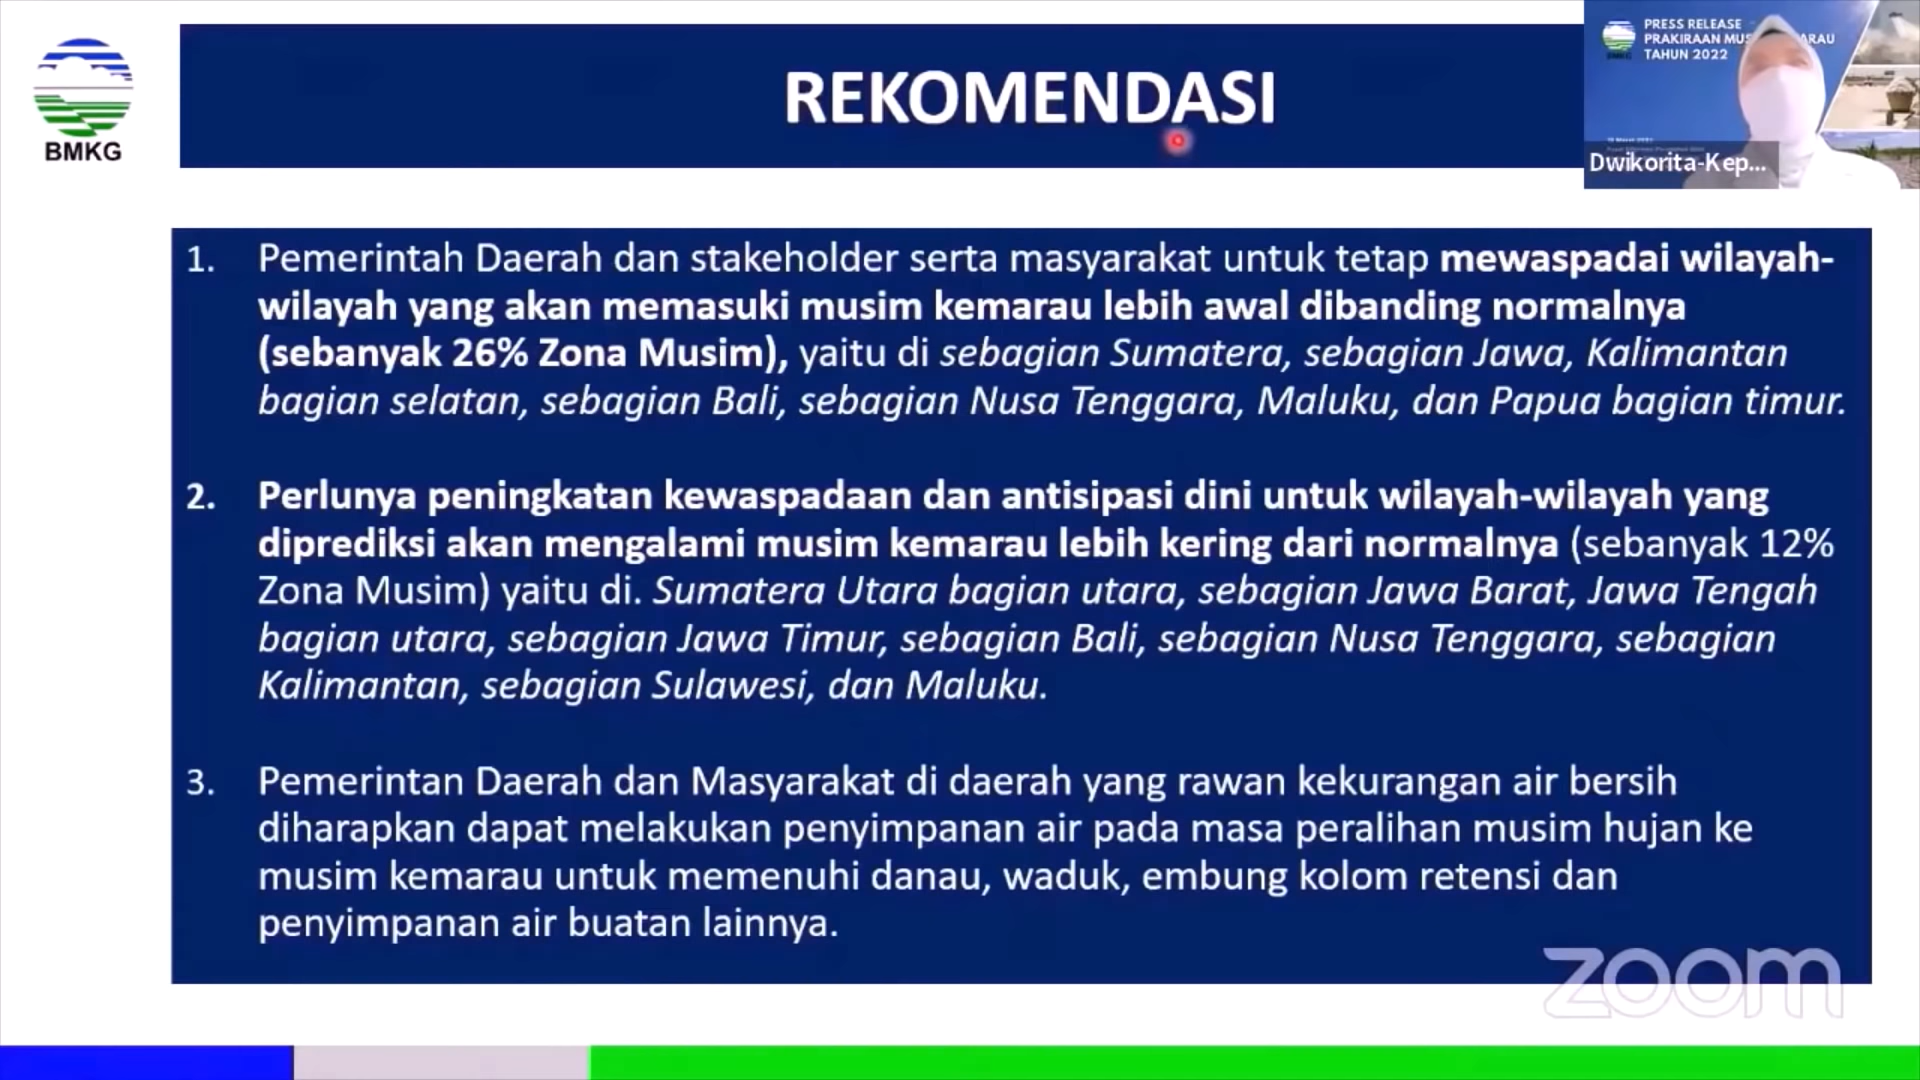 BMKG
REKOMENDASI
PRESS RELEASE
PRAKIRAAN
TAHUN 2022
Dwikorita-Kep...
1. Pemerintah Daerah dan stakeholder serta masyarakat untuk tetap mewaspadai wilayah-
wilayah yang akan memasuki musim kemarau lebih awal dibanding normalnya
(sebanyak 26% Zona Musim), yaitu di sebagian Sumatera, sebagian Jawa, Kalimantan
bagian selatan, sebagian Bali, sebagian Nusa Tenggara, Maluku, dan Papua bagian timur.
2. Perlunya peningkatan kewaspadaan dan antisipasi dini untuk wilayah-wilayah yang
diprediksi akan mengalami musim kemarau lebih kering dari normalnya (sebanyak 12%
Zona Musim) yaitu di. Sumatera Utara bagian utara, sebagian Jawa Barat, Jawa Tengah
bagian utara, sebagian Jawa Timur, sebagian Bali, sebagian Nusa Tenggara, sebagian
Kalimantan, sebagian Sulawesi, dan Maluku.
3. Pemerintan Daerah dan Masyarakat di daerah yang rawan kekurangan air bersih
diharapkan dapat melakukan penyimpanan air pada masa peralihan musim hujan ke
musim kemarau untuk memenuhi danau, waduk, embung kolom retensi dan
penyimpanan air buatan lainnya.
zoom